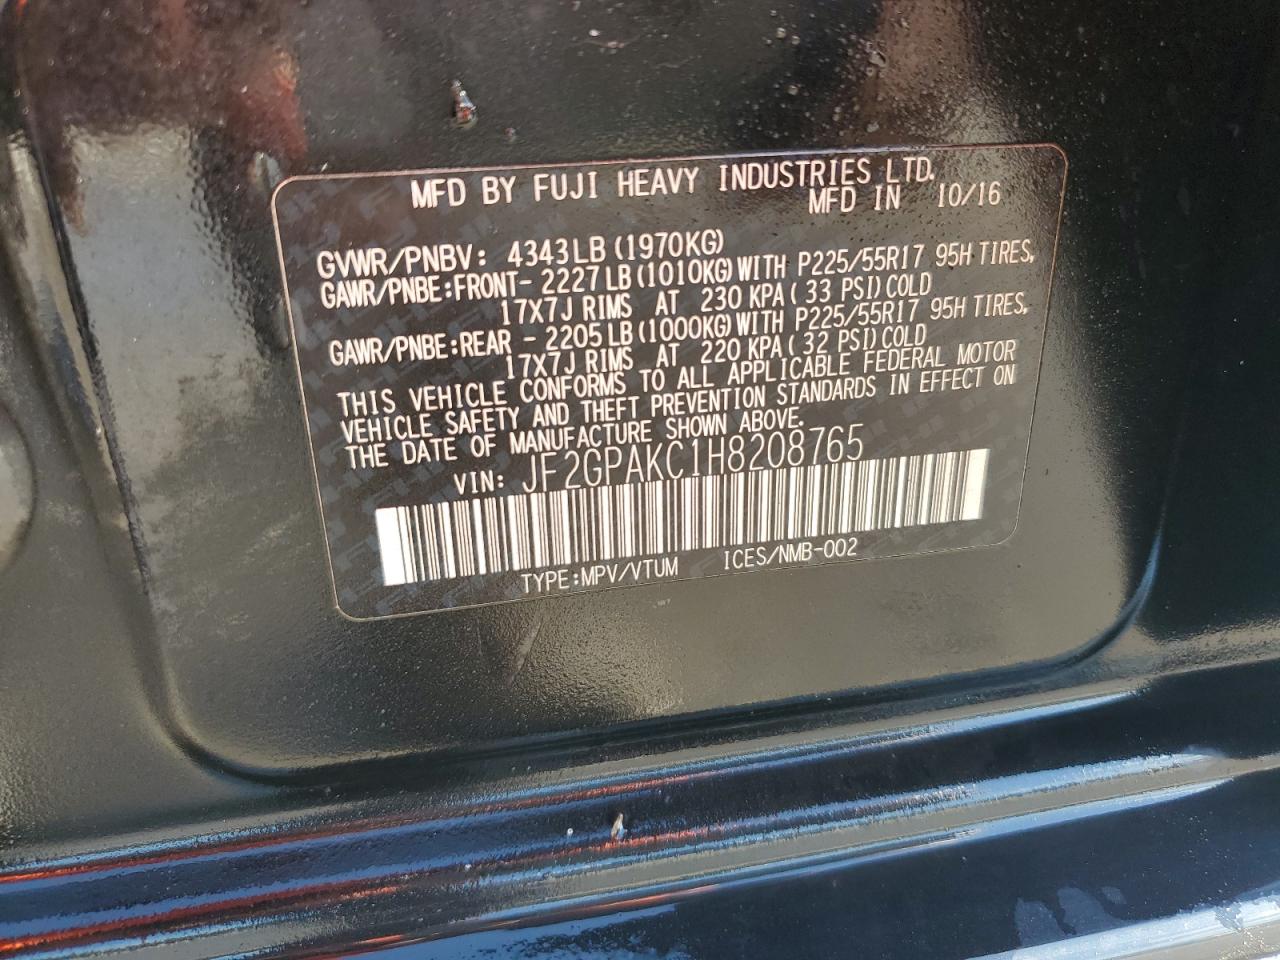 MFD BY FUJI HEAVY INDUSTRIES LTD.
MFD IN 10/16
GVWR/PNBV: 4343LB(1970KG)
GAWR/PNBE:FRONT- 2227LB(1010KG)WITH P225/55R17 95H TIRES,
17X7J RIMS AT 230 KPA( 33 PSI)COLD
GAWR/PNBE:REAR - 2205LB(1000KG)WITH P225/55R17 95H TIRES,
17X7J RIMS AT 220 KPA( 32 PSI)COLD
THIS VEHICLE CONFORMS TO ALL APPLICABLE FEDERAL MOTOR
VEHICLE SAFETY AND THEFT PREVENTION STANDARDS IN EFFECT ON
THE DATE OF MANUFACTURE SHOWN ABOVE.
VIN: JF2GPAKC1H8208765
TYPE:MPV/VTUM ICES/NMB-002